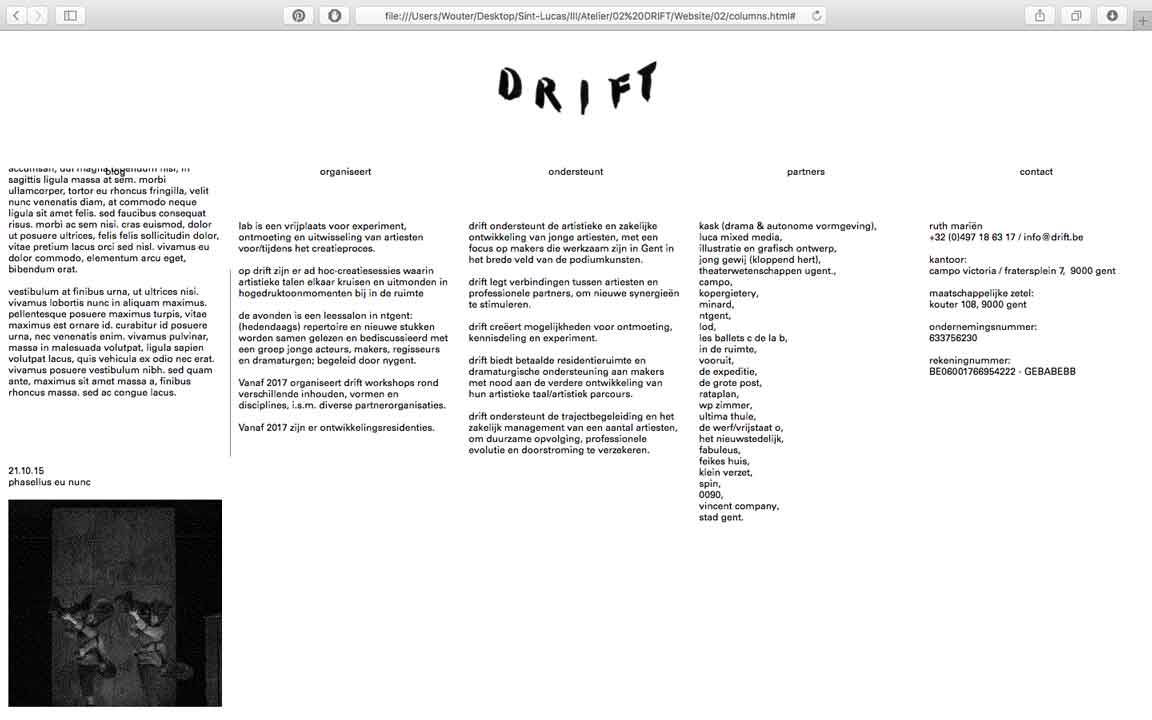 file:///Users/Wouter/Desktop/Sint-Lucas/III/Atelier/02%20DRIFT/Website/02/columns.html#
DRIFT
blog
organiseert
ondersteunt
partners
contact
sagittis ligula massa at sem. morbi
ullamcorper, tortor eu rhoncus fringilla, velit
nunc venenatis diam, at commodo neque
ligula sit amet felis. sed faucibus consequat
risus. morbi ac sem nisi. cras euismod, dolor
ut posuere ultrices, felis felis sollicitudin dolor,
vitae pretium lacus orci sed nisl. vivamus eu
dolor commodo, elementum arcu eget,
bibendum erat.
vestibulum at finibus urna, ut ultrices nisi.
vivamus lobortis nunc in aliquam maximus.
pellentesque posuere maximus turpis, vitae
maximus est ornare id. curabitur id posuere
urna, nec venenatis enim. vivamus pulvinar,
massa in malesuada volutpat, ligula sapien
volutpat lacus, quis vehicula ex odio nec erat.
vivamus posuere vestibulum nibh. sed quam
ante, maximus sit amet massa a, finibus
rhoncus massa. sed ac congue lacus.
21.10.15
phasellus eu nunc
lab is een vrijplaats voor experiment,
ontmoeting en uitwisseling van artiesten
voor/tijdens het creatieproces.
op drift zijn er ad hoc-creatiesessies waarin
artistieke talen elkaar kruisen en uitmonden in
hogedruktoonmomenten bij in de ruimte
de avonden is een leessalon in ntgent:
(hedendaags) repertoire en nieuwe stukken
worden samen gelezen en bediscussieerd met
een groep jonge acteurs, makers, regisseurs
en dramaturgen; begeleid door nygent.
Vanaf 2017 organiseert drift workshops rond
verschillende inhouden, vormen en
disciplines, i.s.m. diverse partnerorganisaties.
Vanaf 2017 zijn er ontwikkelingsresidenties.
drift ondersteunt de artistieke en zakelijke
ontwikkeling van jonge artiesten, met een
focus op makers die werkzaam zijn in Gent in
het brede veld van de podiumkunsten.
drift legt verbindingen tussen artiesten en
professionele partners, om nieuwe synergieën
te stimuleren.
drift creëert mogelijkheden voor ontmoeting,
kennisdeling en experiment.
drift biedt betaalde residentieruimte en
dramaturgische ondersteuning aan makers
met nood aan de verdere ontwikkeling van
hun artistieke taal/artistiek parcours.
drift ondersteunt de trajectbegeleiding en het
zakelijk management van een aantal artiesten,
om duurzame opvolging, professionele
evolutie en doorstroming te verzekeren.
kask (drama & autonome vormgeving),
luca mixed media,
illustratie en grafisch ontwerp,
jong gewij (kloppend hert),
theaterwetenschappen ugent.,
campo,
kopergietery,
minard,
ntgent,
lod,
les ballets c de la b,
in de ruimte,
vooruit,
de expeditie,
de grote post,
rataplan,
wp zimmer,
ultima thule,
de werf/vrijstaat o,
het nieuwstedelijk,
fabuleus,
feikes huis,
klein verzet,
spin,
0090,
vincent company,
stad gent.
ruth mariën
+32 (0)497 18 63 17 / info@drift.be
kantoor:
campo victoria / fratersplein 7, 9000 gent
maatschappelijke zetel:
kouter 108, 9000 gent
ondernemingsnummer:
633756230
rekeningnummer:
BE06001766954222 - GEBABEBB